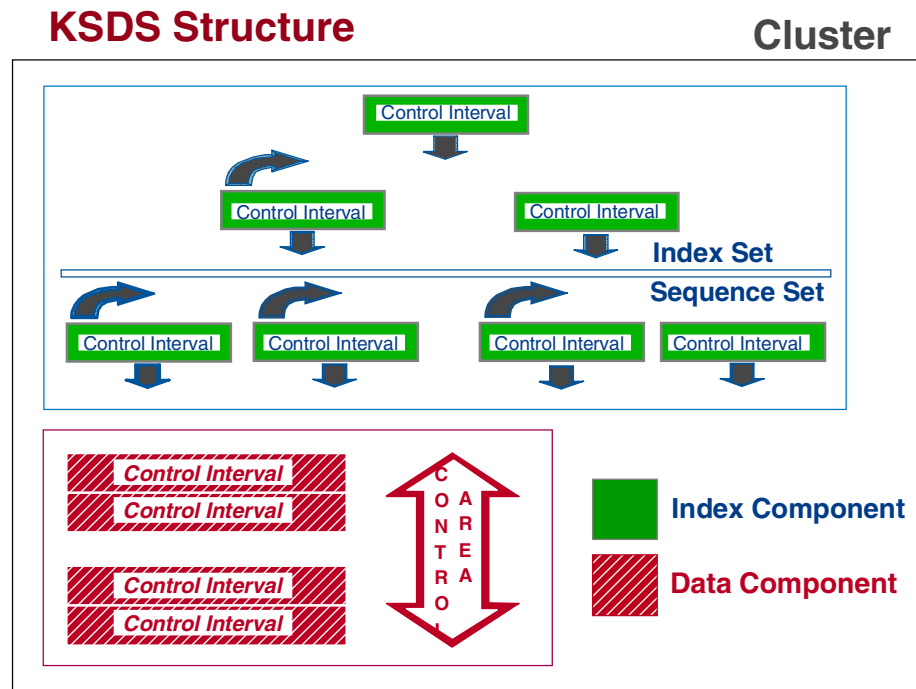 KSDS Structure
Cluster
Control Interval
Control Interval
Control Interval
Index Set
Sequence Set
Control Interval
Control Interval
Control Interval
Control Interval
Control Interval
Control Interval
Control Interval
Control Interval
CONTROL
AREA
Index Component
Data Component